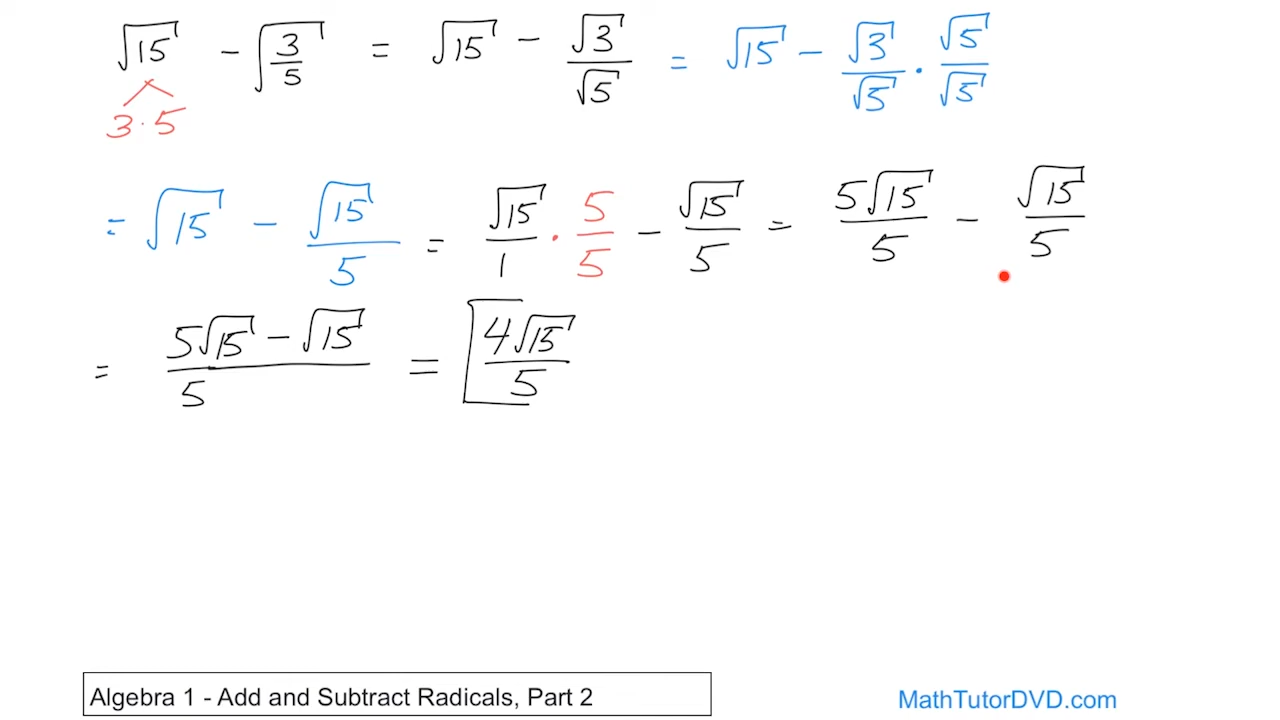 √15 - √(3/5) = √15 - √3/√5 = √15 - √3/√5 · √5/√5
3 · 5
= √15 - √15/5 = √15/1 · 5/5 - √15/5 = 5√15/5 - √15/5
= (5√15 - √15)/5 = 4√15/5
Algebra 1 - Add and Subtract Radicals, Part 2
MathTutorDVD.com